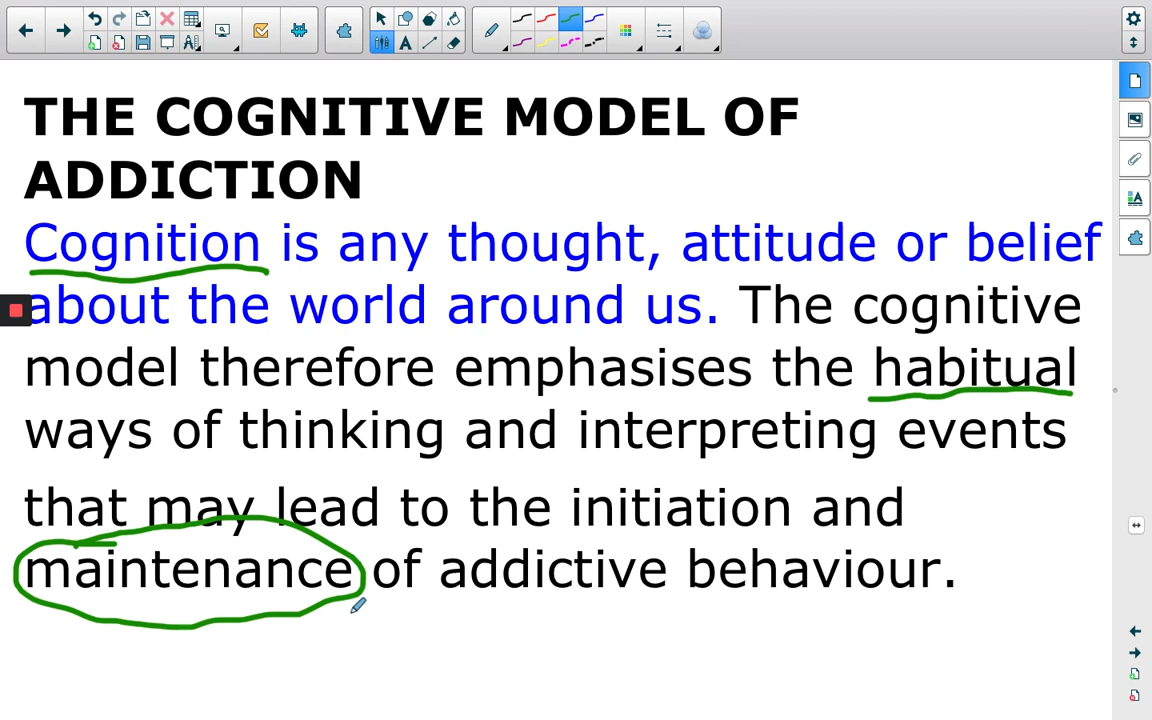 THE COGNITIVE MODEL OF
ADDICTION
Cognition is any thought, attitude or belief
about the world around us. The cognitive
model therefore emphasises the habitual
ways of thinking and interpreting events
that may lead to the initiation and
maintenance of addictive behaviour.